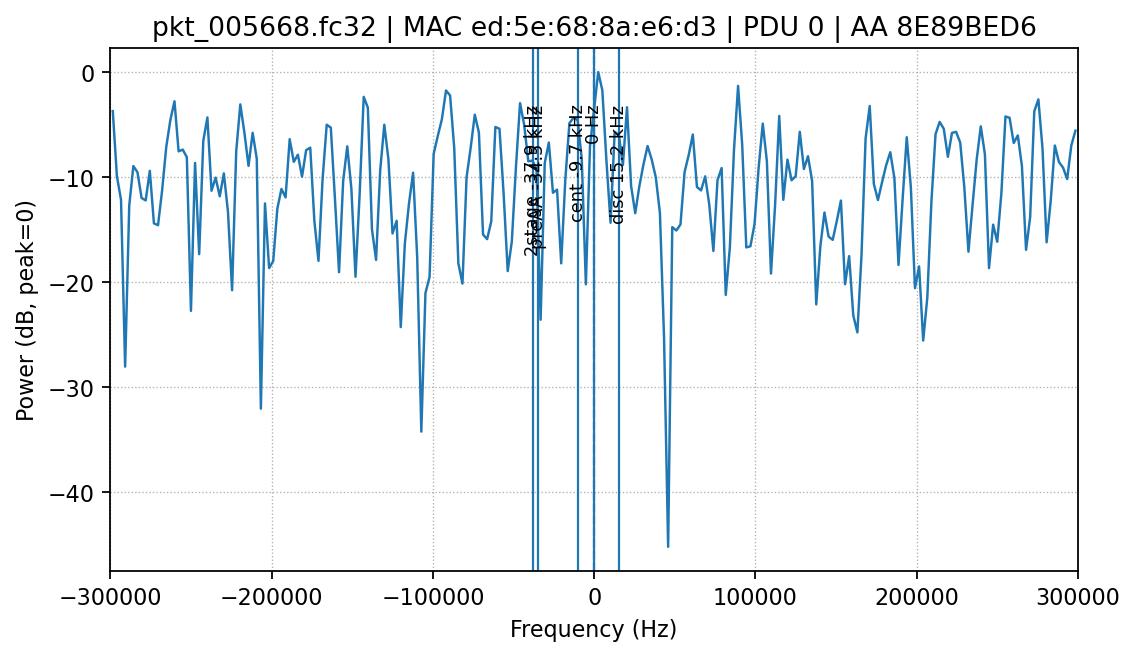 pkt_005668.fc32 | MAC ed:5e:68:8a:e6:d3 | PDU 0 | AA 8E89BED6
Power (dB, peak=0)
0
−10
−20
−30
−40
cent -9.7 kHz
0 Hz
disc 15.2 kHz
−300000
−200000
−100000
0
100000
200000
300000
Frequency (Hz)